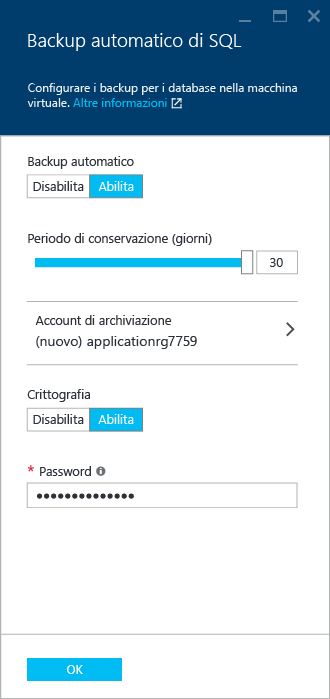 Backup automatico di SQL
Configurare i backup per i database nella macchina
virtuale. Altre informazioni
Backup automatico
Disabilita Abilita
Periodo di conservazione (giorni)
30
Account di archiviazione
(nuovo) applicationrg7759
Crittografia
Disabilita Abilita
* Password
••••••••••••••
OK